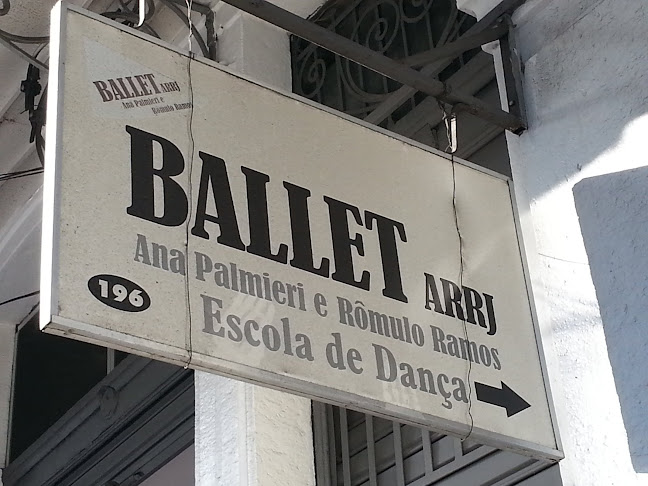 BALLET ARRJ
Ana Palmieri e
Rômulo Ramos
BALLET ARRJ
Ana Palmieri e Rômulo Ramos
196
Escola de Dança